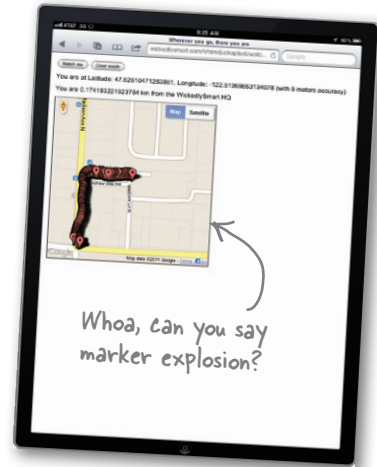 AT&T 3G
9:25 AM
Wherever you go, there you are
Google
Watch me Clear watch
You are at Latitude: 47.62610471283861, Longitude: -122.51969653134078 (with 5 meters accuracy)
You are 0.174183321923764 km from the WickedlySmart HQ
Map Satellite
Map data ©2011 Google -
Whoa, can you say
marker explosion?